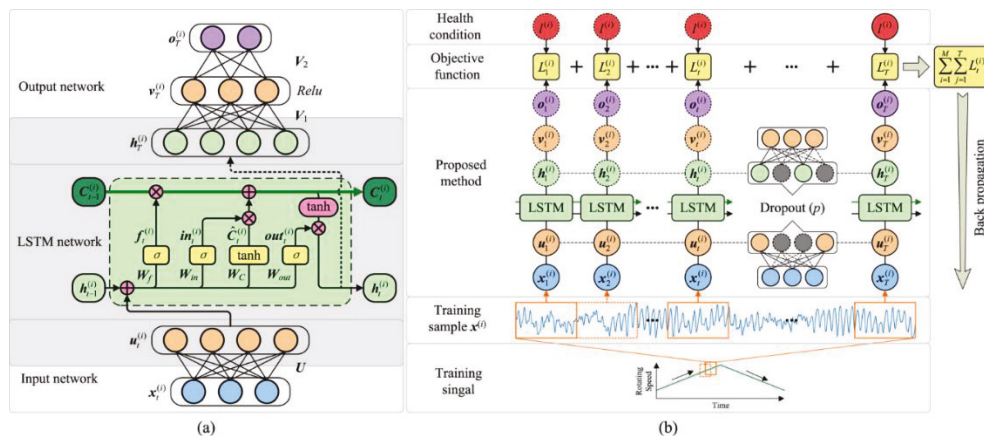 o_T^(i)
V_2
Output network
v_T^(i)
Relu
V_1
h_T^(i)
C_{t-1}^(i)
C_t^(i)
tanh
f_t^(i)
in_t^(i)
Ĉ_t^(i)
out_t^(i)
LSTM network
σ
σ
tanh
σ
W_f
W_in
W_C
W_out
h_{t-1}^(i)
h_t^(i)
u_t^(i)
U
Input network
x_t^(i)
(a)
Health
condition
l^(i)
l^(i)
l^(i)
l^(i)
Objective
function
L_1^(i) + L_2^(i) + ··· + L_t^(i) + ··· + L_T^(i)
∑_{i=1}^{M} ∑_{j=1}^{T} L_t^(i)
o_1^(i)
o_2^(i)
o_t^(i)
o_T^(i)
v_1^(i)
v_2^(i)
v_t^(i)
v_T^(i)
Proposed
method
h_1^(i)
h_2^(i)
h_t^(i)
h_T^(i)
LSTM
LSTM
···
LSTM
Dropout (p)
LSTM
u_1^(i)
u_2^(i)
u_t^(i)
u_T^(i)
x_1^(i)
x_2^(i)
x_t^(i)
x_T^(i)
Back propagation
Training
sample x^(i)
···
···
Training
singal
Rotating
Speed
Time
(b)